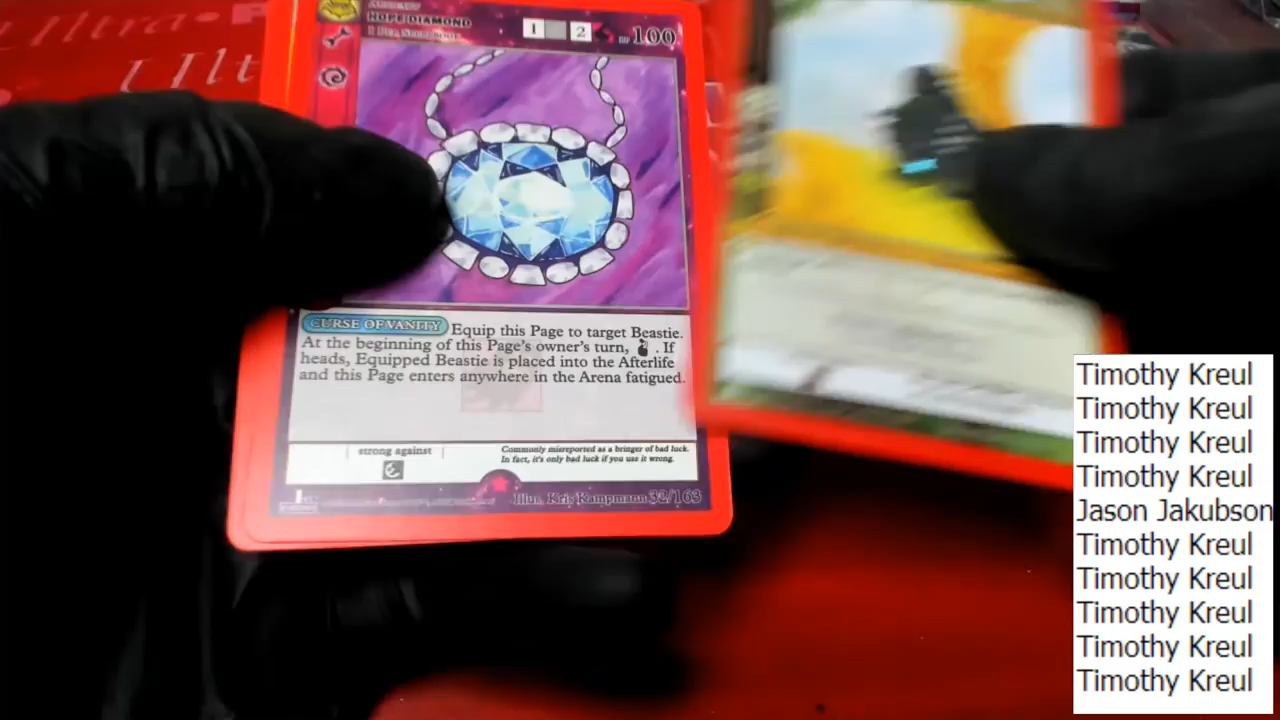 Ultra • P
Ult
ARTIFACT
HOPE DIAMOND
1 2 100
CURSE OF VANITY Equip this Page to target Beastie.
At the beginning of this Page's owner's turn, . If
heads, Equipped Beastie is placed into the Afterlife
and this Page enters anywhere in the Arena fatigued.
strong against
Commonly misreported as a bringer of bad luck.
In fact, it's only bad luck if you use it wrong.
Illus. Kris Kampmann 32/163
Timothy Kreul
Timothy Kreul
Timothy Kreul
Timothy Kreul
Jason Jakubson
Timothy Kreul
Timothy Kreul
Timothy Kreul
Timothy Kreul
Timothy Kreul